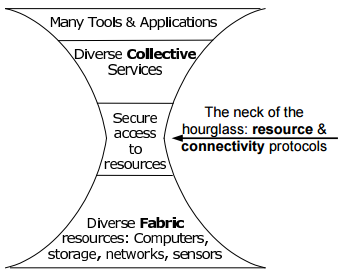 Many Tools & Applications
Diverse Collective
Services
Secure
access
to
resources
The neck of the
hourglass: resource &
connectivity protocols
Diverse Fabric
resources: Computers,
storage, networks, sensors